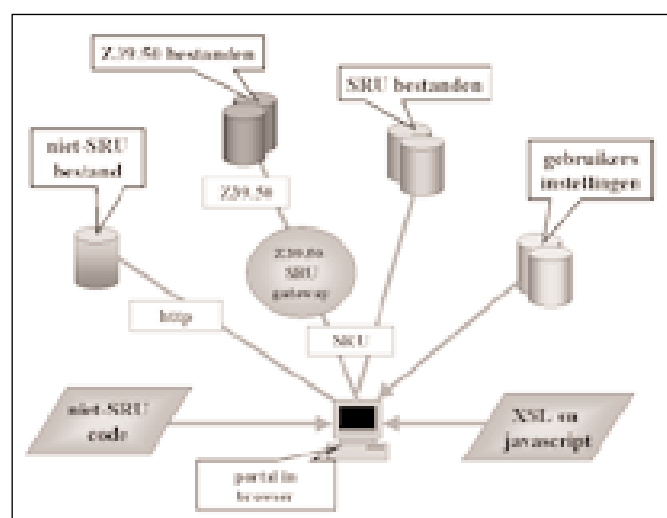 Z39.50 bestanden
SRU bestanden
niet-SRU
bestand
gebruikers
instellingen
Z39.50
Z39.50
SRU
gateway
http
SRU
niet-SRU
code
XSL en
javascript
portal in
browser